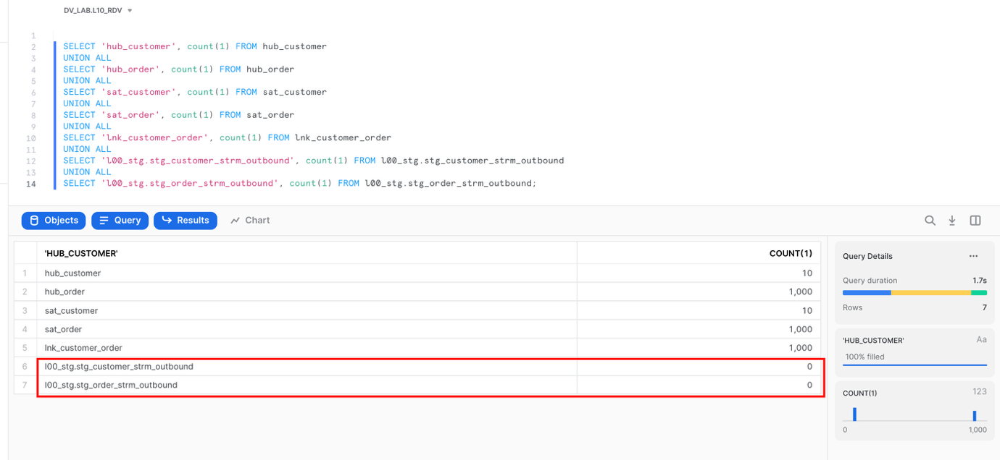 DV_LAB.L10_RDV
1
2 SELECT 'hub_customer', count(1) FROM hub_customer
3 UNION ALL
4 SELECT 'hub_order', count(1) FROM hub_order
5 UNION ALL
6 SELECT 'sat_customer', count(1) FROM sat_customer
7 UNION ALL
8 SELECT 'sat_order', count(1) FROM sat_order
9 UNION ALL
10 SELECT 'lnk_customer_order', count(1) FROM lnk_customer_order
11 UNION ALL
12 SELECT 'l00_stg.stg_customer_strm_outbound', count(1) FROM l00_stg.stg_customer_strm_outbound
13 UNION ALL
14 SELECT 'l00_stg.stg_order_strm_outbound', count(1) FROM l00_stg.stg_order_strm_outbound;
Objects Query Results Chart
'HUB_CUSTOMER' COUNT(1)
1 hub_customer 10
2 hub_order 1,000
3 sat_customer 10
4 sat_order 1,000
5 lnk_customer_order 1,000
6 l00_stg.stg_customer_strm_outbound 0
7 l00_stg.stg_order_strm_outbound 0
Query Details ...
Query duration 1.7s
Rows 7
'HUB_CUSTOMER' Aa
100% filled
COUNT(1) 123
0 1,000